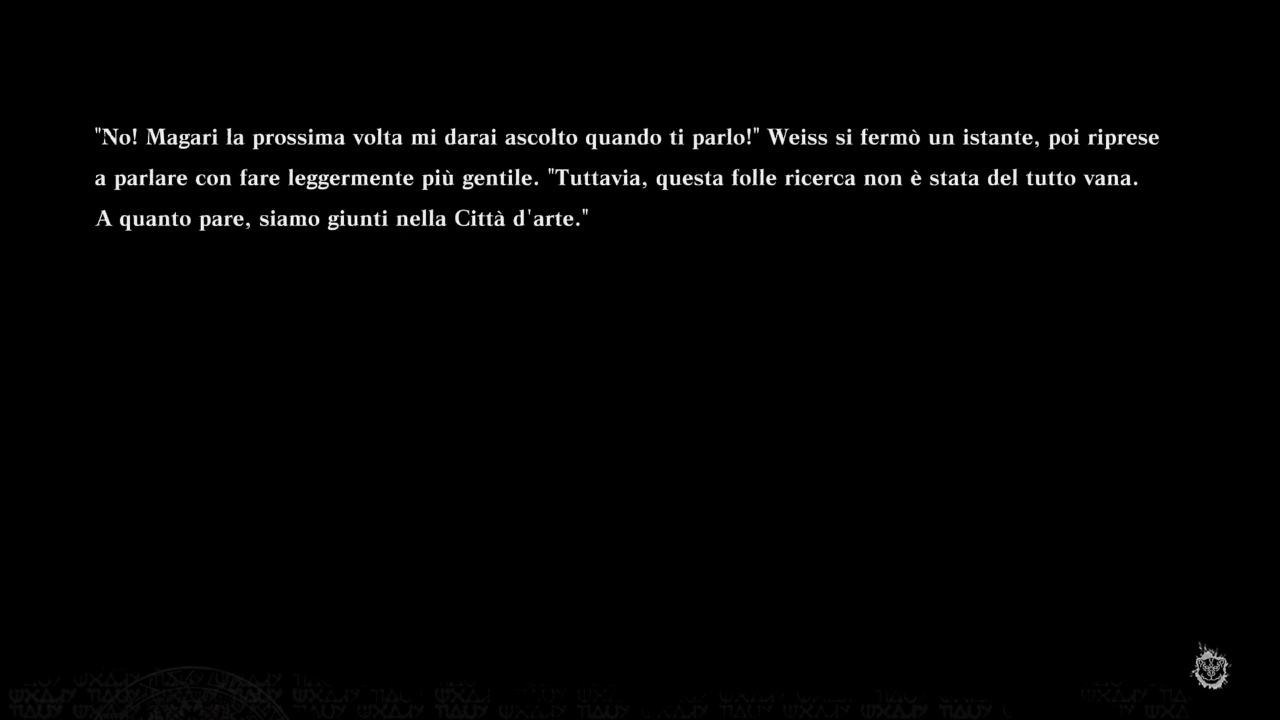 "No! Magari la prossima volta mi darai ascolto quando ti parlo!" Weiss si fermò un istante, poi riprese
a parlare con fare leggermente più gentile. "Tuttavia, questa folle ricerca non è stata del tutto vana.
A quanto pare, siamo giunti nella Città d'arte."